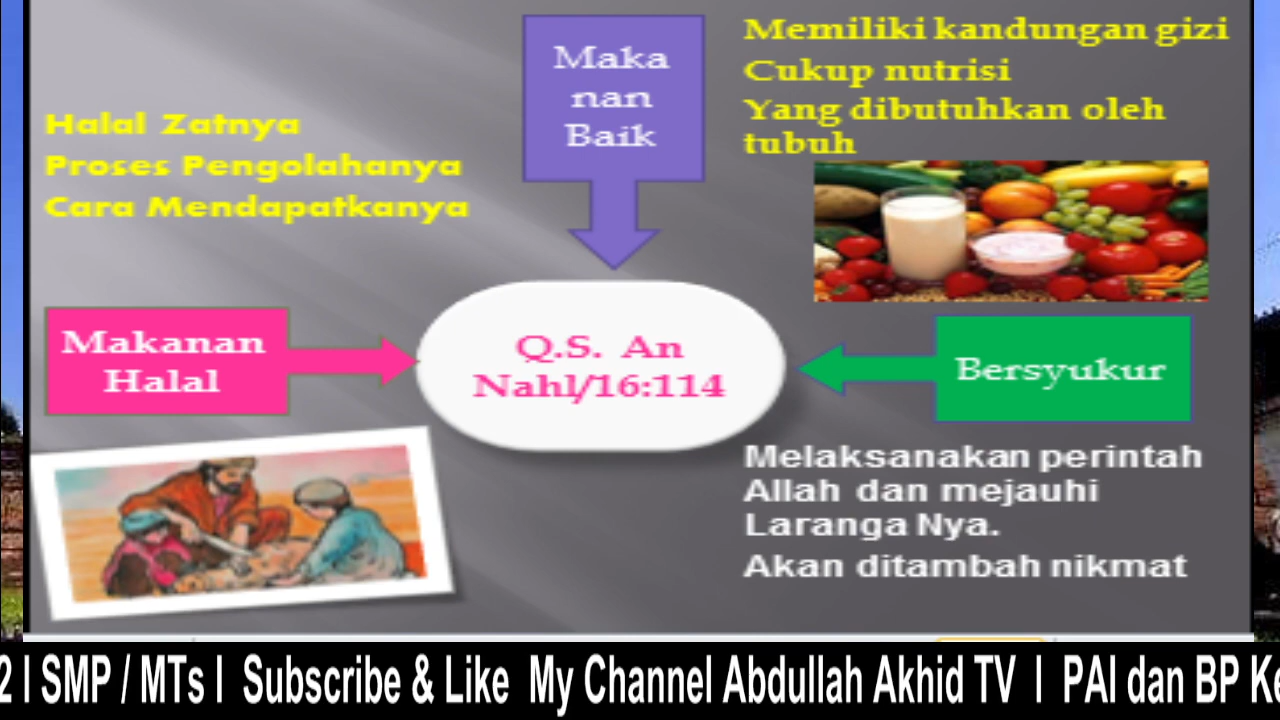 Maka
nan
Baik
Memiliki kandungan gizi
Cukup nutrisi
Yang dibutuhkan oleh
tubuh
Halal Zatnya
Proses Pengolahanya
Cara Mendapatkanya
Makanan
Halal
Q.S. An
Nahl/16:114
Bersyukur
Melaksanakan perintah
Allah dan mejauhi
Laranga Nya.
Akan ditambah nikmat
2 I SMP / MTs I Subscribe & Like My Channel Abdullah Akhid TV I PAI dan BP Ke